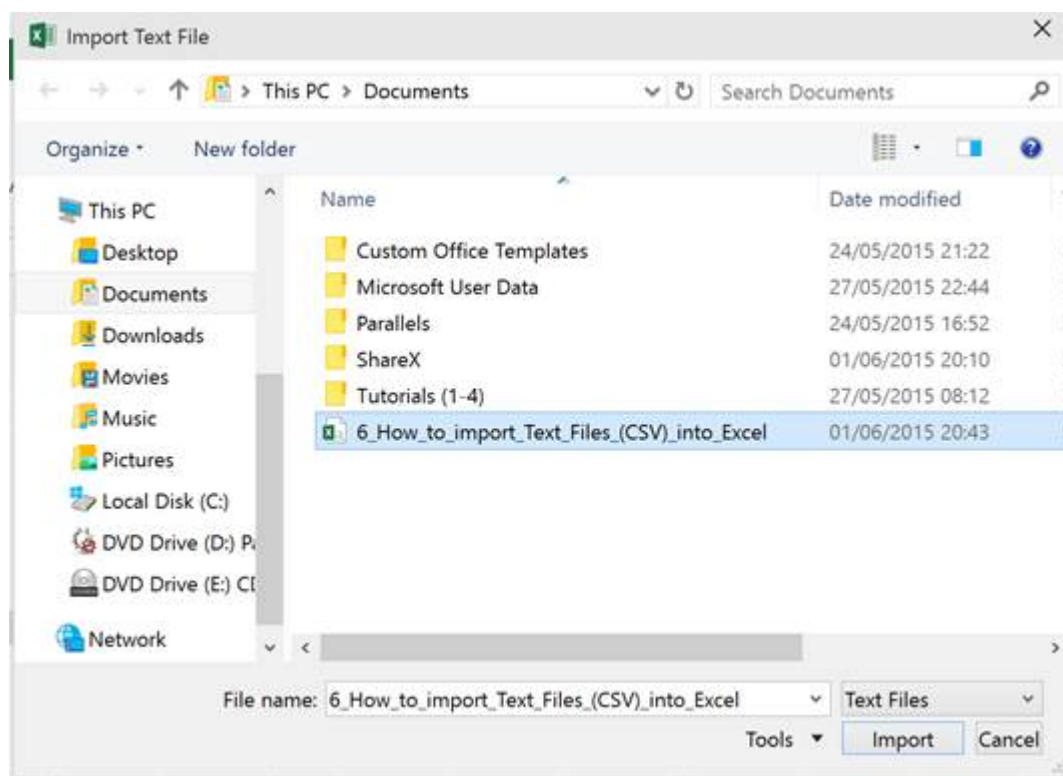 Import Text File
This PC > Documents
Search Documents
Organize
New folder
Name
Date modified
This PC
Desktop
Documents
Downloads
Movies
Music
Pictures
Local Disk (C:)
DVD Drive (D:)
DVD Drive (E:)
Network
Custom Office Templates 24/05/2015 21:22
Microsoft User Data 27/05/2015 22:44
Parallels 24/05/2015 16:52
ShareX 01/06/2015 20:10
Tutorials (1-4) 27/05/2015 08:12
6_How_to_import_Text_Files_(CSV)_into_Excel 01/06/2015 20:43
File name: 6_How_to_import_Text_Files_(CSV)_into_Excel
Text Files
Tools
Import
Cancel